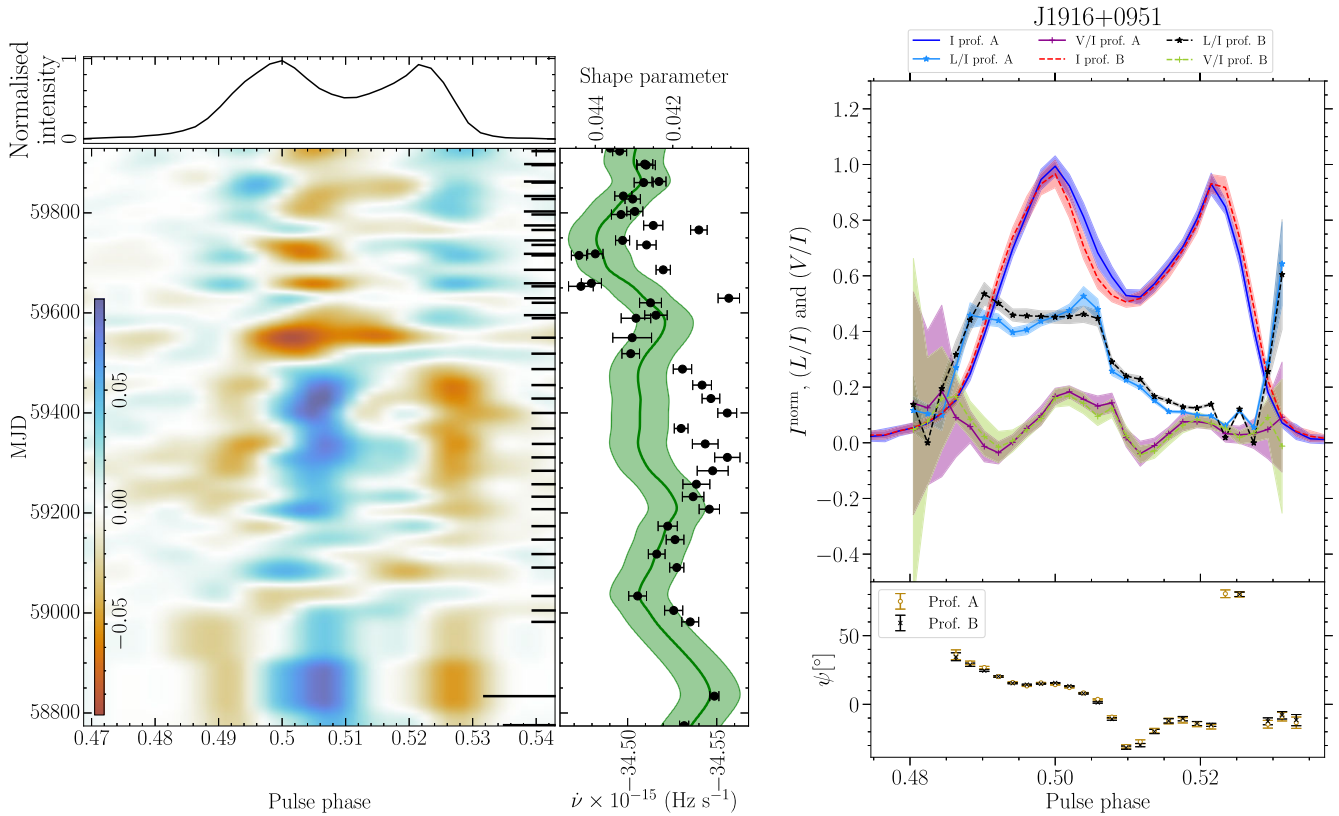 J1916+0951
I prof. A
V/I prof. A
L/I prof. B
L/I prof. A
I prof. B
V/I prof. B
Normalised
intensity
1
0
Shape parameter
0.044
0.042
MJD
59800
59600
59400
59200
59000
58800
0.05
0.00
−0.05
0.47
0.48
0.49
0.5
0.51
0.52
0.53
0.54
Pulse phase
−34.50
−34.55
ν̇ × 10⁻¹⁵ (Hz s⁻¹)
I^norm , (L/I) and (V/I)
1.2
1.0
0.8
0.6
0.4
0.2
0.0
−0.2
−0.4
Prof. A
Prof. B
ψ[°]
50
0
0.48
0.50
0.52
Pulse phase